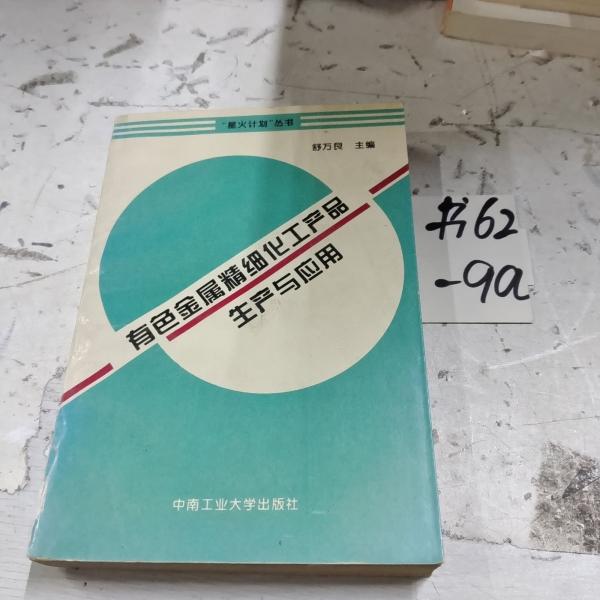 “星火计划”丛书
舒万良 主编
有色金属精细化工产品
生产与应用
中南工业大学出版社
书62
-9a